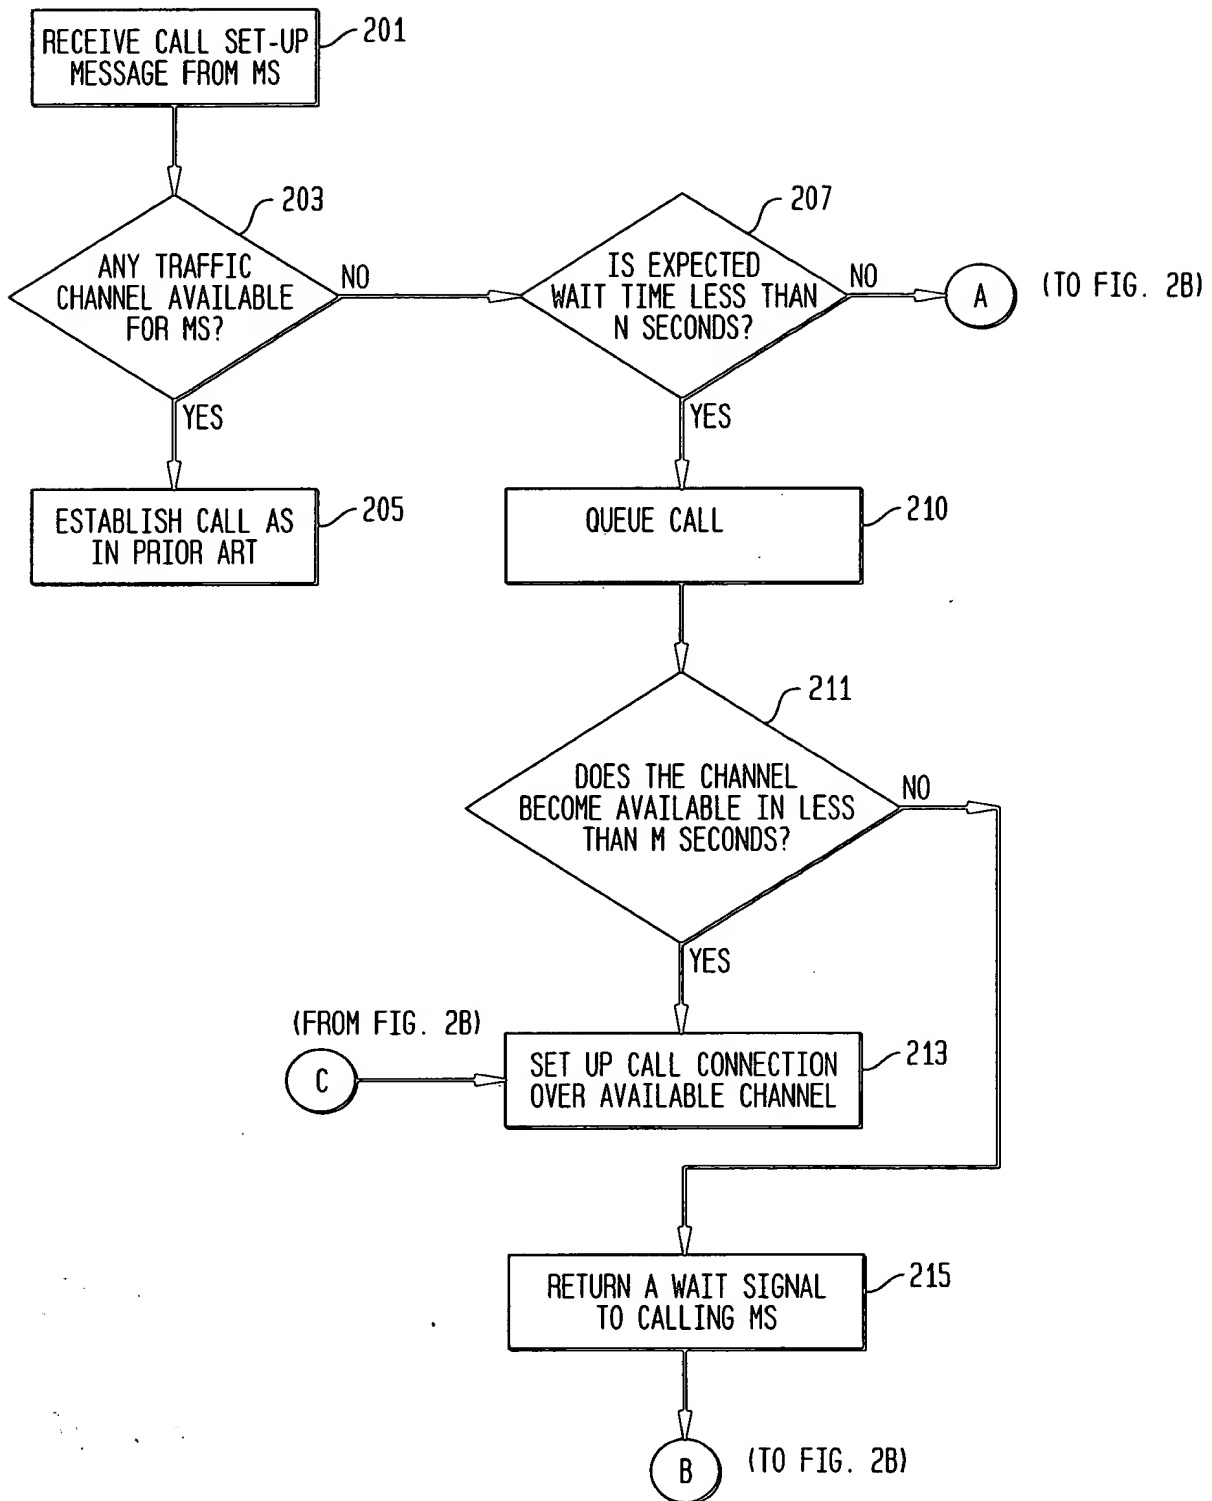 RECEIVE CALL SET-UP
MESSAGE FROM MS
201
203
ANY TRAFFIC
CHANNEL AVAILABLE
FOR MS?
NO
YES
207
IS EXPECTED
WAIT TIME LESS THAN
N SECONDS?
NO
A
(TO FIG. 2B)
YES
ESTABLISH CALL AS
IN PRIOR ART
205
QUEUE CALL
210
211
DOES THE CHANNEL
BECOME AVAILABLE IN LESS
THAN M SECONDS?
NO
YES
(FROM FIG. 2B)
C
SET UP CALL CONNECTION
OVER AVAILABLE CHANNEL
213
RETURN A WAIT SIGNAL
TO CALLING MS
215
B
(TO FIG. 2B)